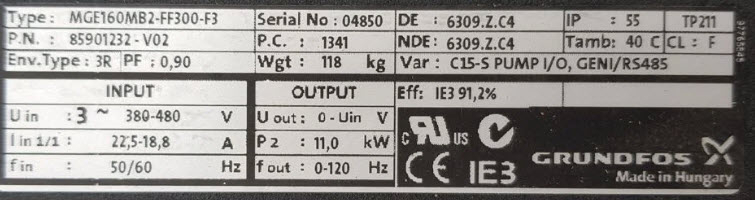 Type: MGE160MB2-FF300-F3 Serial No : 04850 DE : 6309.Z.C4 IP : 55 TP211
P.N. : 85901232 - V02 P.C. : 1341 NDE: 6309.Z.C4 Tamb: 40 C CL : F
Env.Type : 3R PF : 0,90 Wgt : 118 kg Var : C15-S PUMP I/O, GENI/RS485
INPUT OUTPUT Eff: IE3 91,2%
U in : 3 ~ 380-480 V U out : 0 - Uin V
I in 1/1 : 22,5-18,8 A P2 : 11,0 kW c RU US
f in : 50/60 Hz f out : 0-120 Hz CE IE3 GRUNDFOS
Made in Hungary